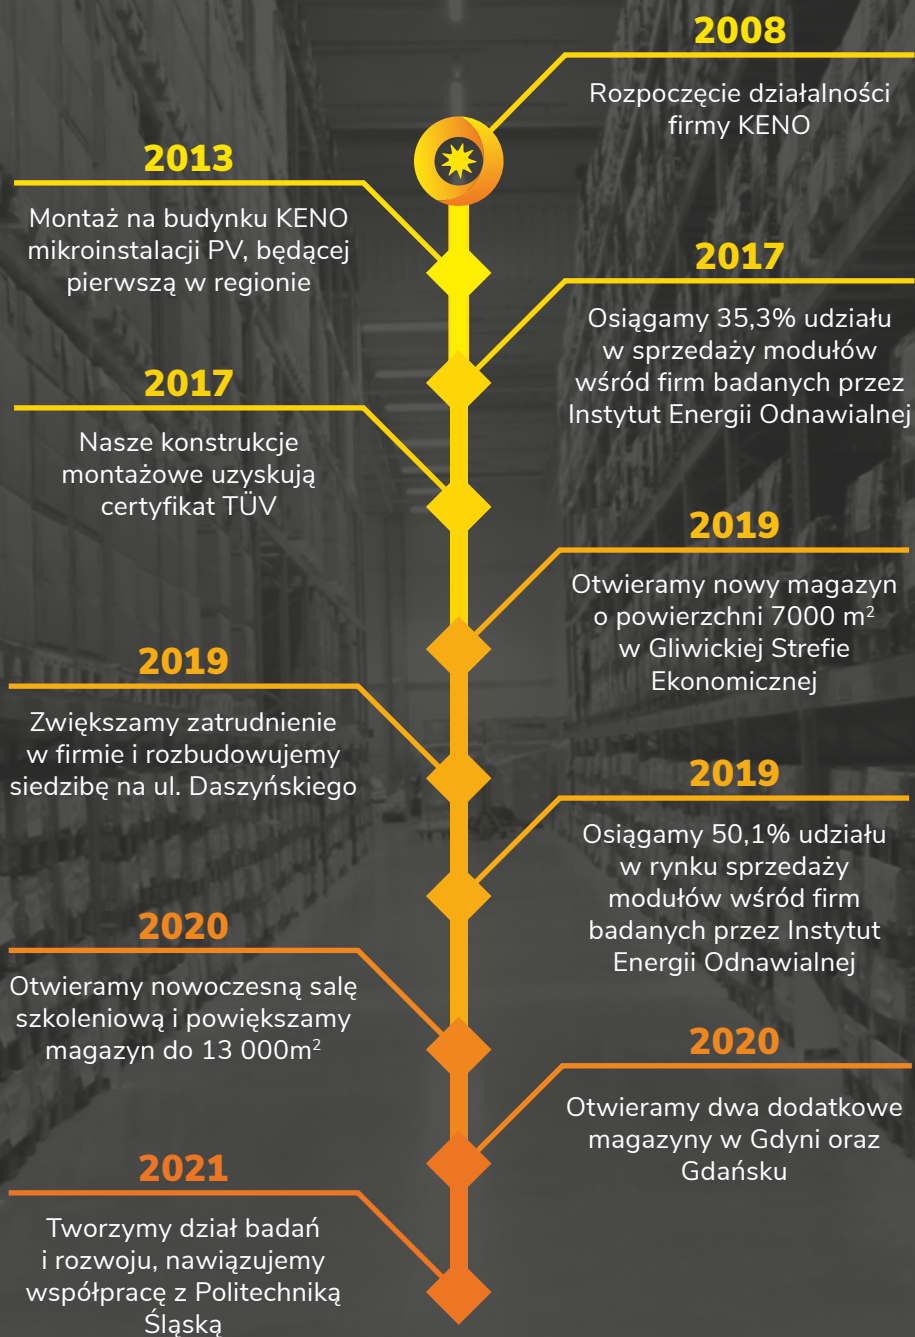 2008
Rozpoczęcie działalności
firmy KENO
2013
Montaż na budynku KENO
mikroinstalacji PV, będącej
pierwszą w regionie
2017
Osiągamy 35,3% udziału
w sprzedaży modułów
wśród firm badanych przez
Instytut Energii Odnawialnej
2017
Nasze konstrukcje
montażowe uzyskują
certyfikat TÜV
2019
Otwieramy nowy magazyn
o powierzchni 7000 m²
w Gliwickiej Strefie
Ekonomicznej
2019
Zwiększamy zatrudnienie
w firmie i rozbudowujemy
siedzibę na ul. Daszyńskiego
2019
Osiągamy 50,1% udziału
w rynku sprzedaży
modułów wśród firm
badanych przez Instytut
Energii Odnawialnej
2020
Otwieramy nowoczesną salę
szkoleniową i powiększamy
magazyn do 13 000m²
2020
Otwieramy dwa dodatkowe
magazyny w Gdyni oraz
Gdańsku
2021
Tworzymy dział badań
i rozwoju, nawiązujemy
współpracę z Politechniką
Śląską